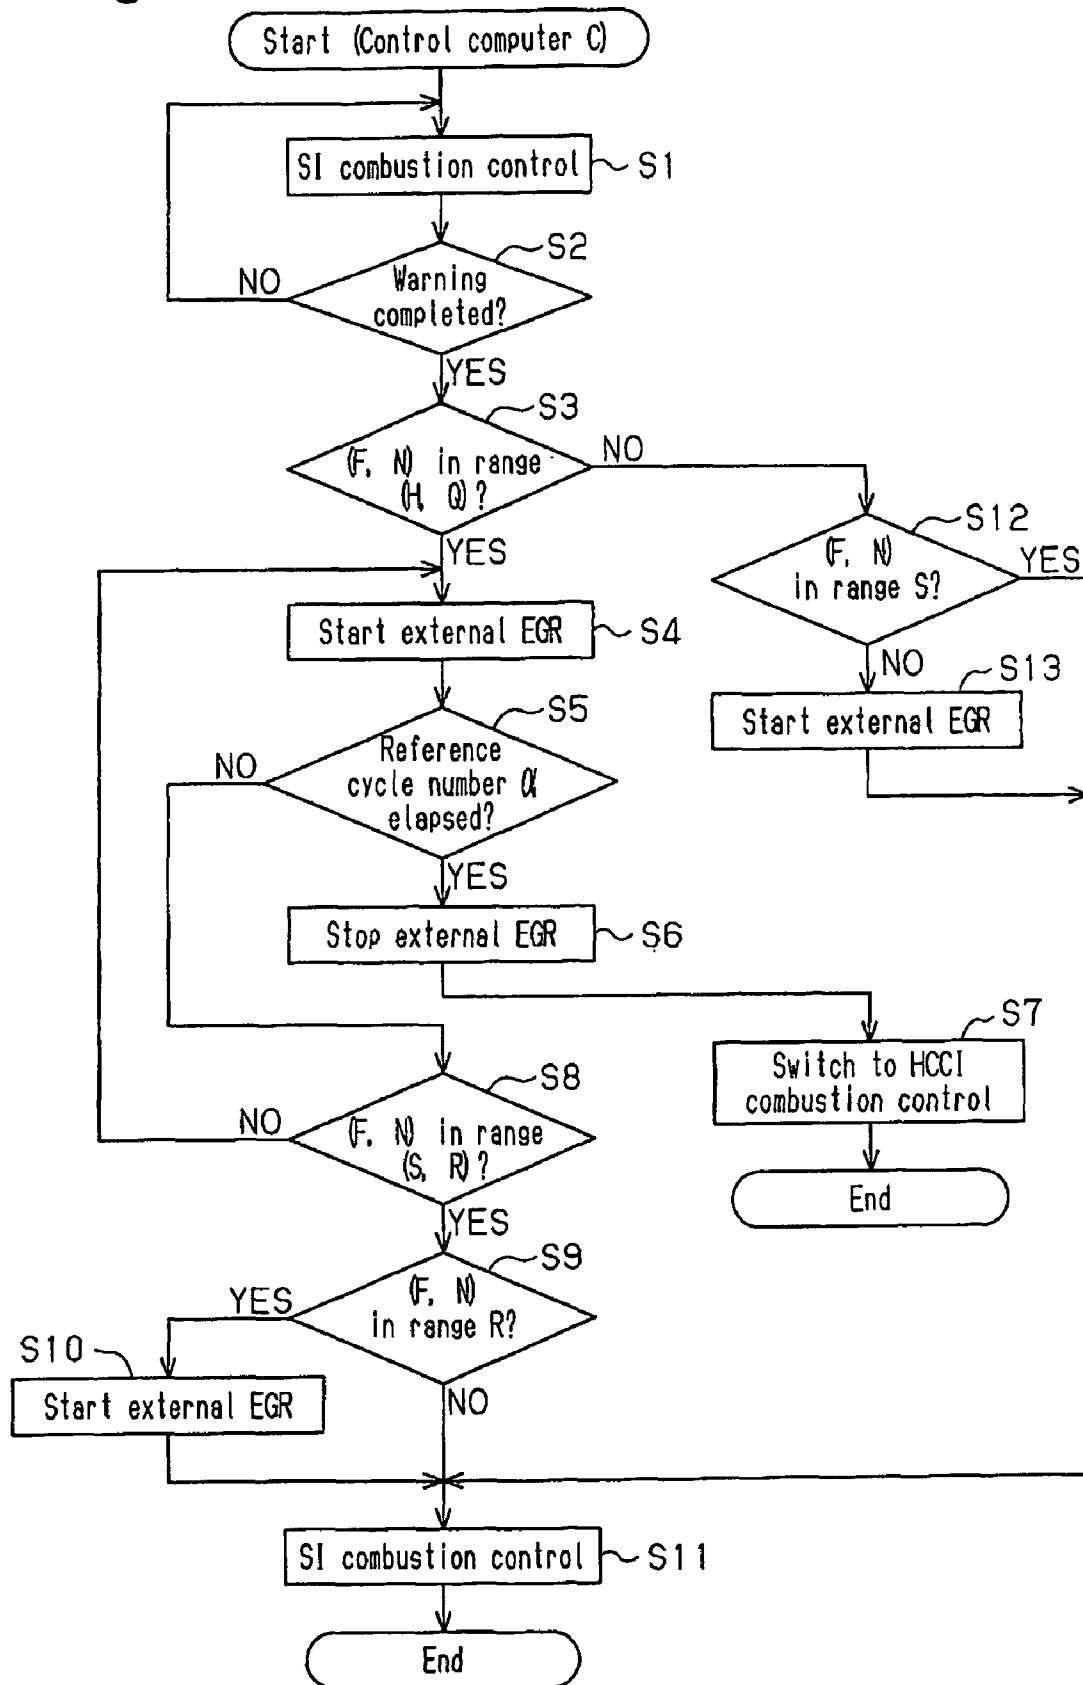 Start (Control computer C)
SI combustion control
S1
S2
Warning
completed?
NO
YES
S3
(F, N) in range
(H, Q)?
NO
YES
S12
(F, N)
in range S?
YES
NO
Start external EGR
S4
S13
Start external EGR
S5
Reference
cycle number α
elapsed?
NO
YES
Stop external EGR
S6
S7
Switch to HCCI
combustion control
End
S8
(F, N) in range
(S, R)?
NO
YES
S9
(F, N)
in range R?
YES
NO
S10
Start external EGR
SI combustion control
S11
End